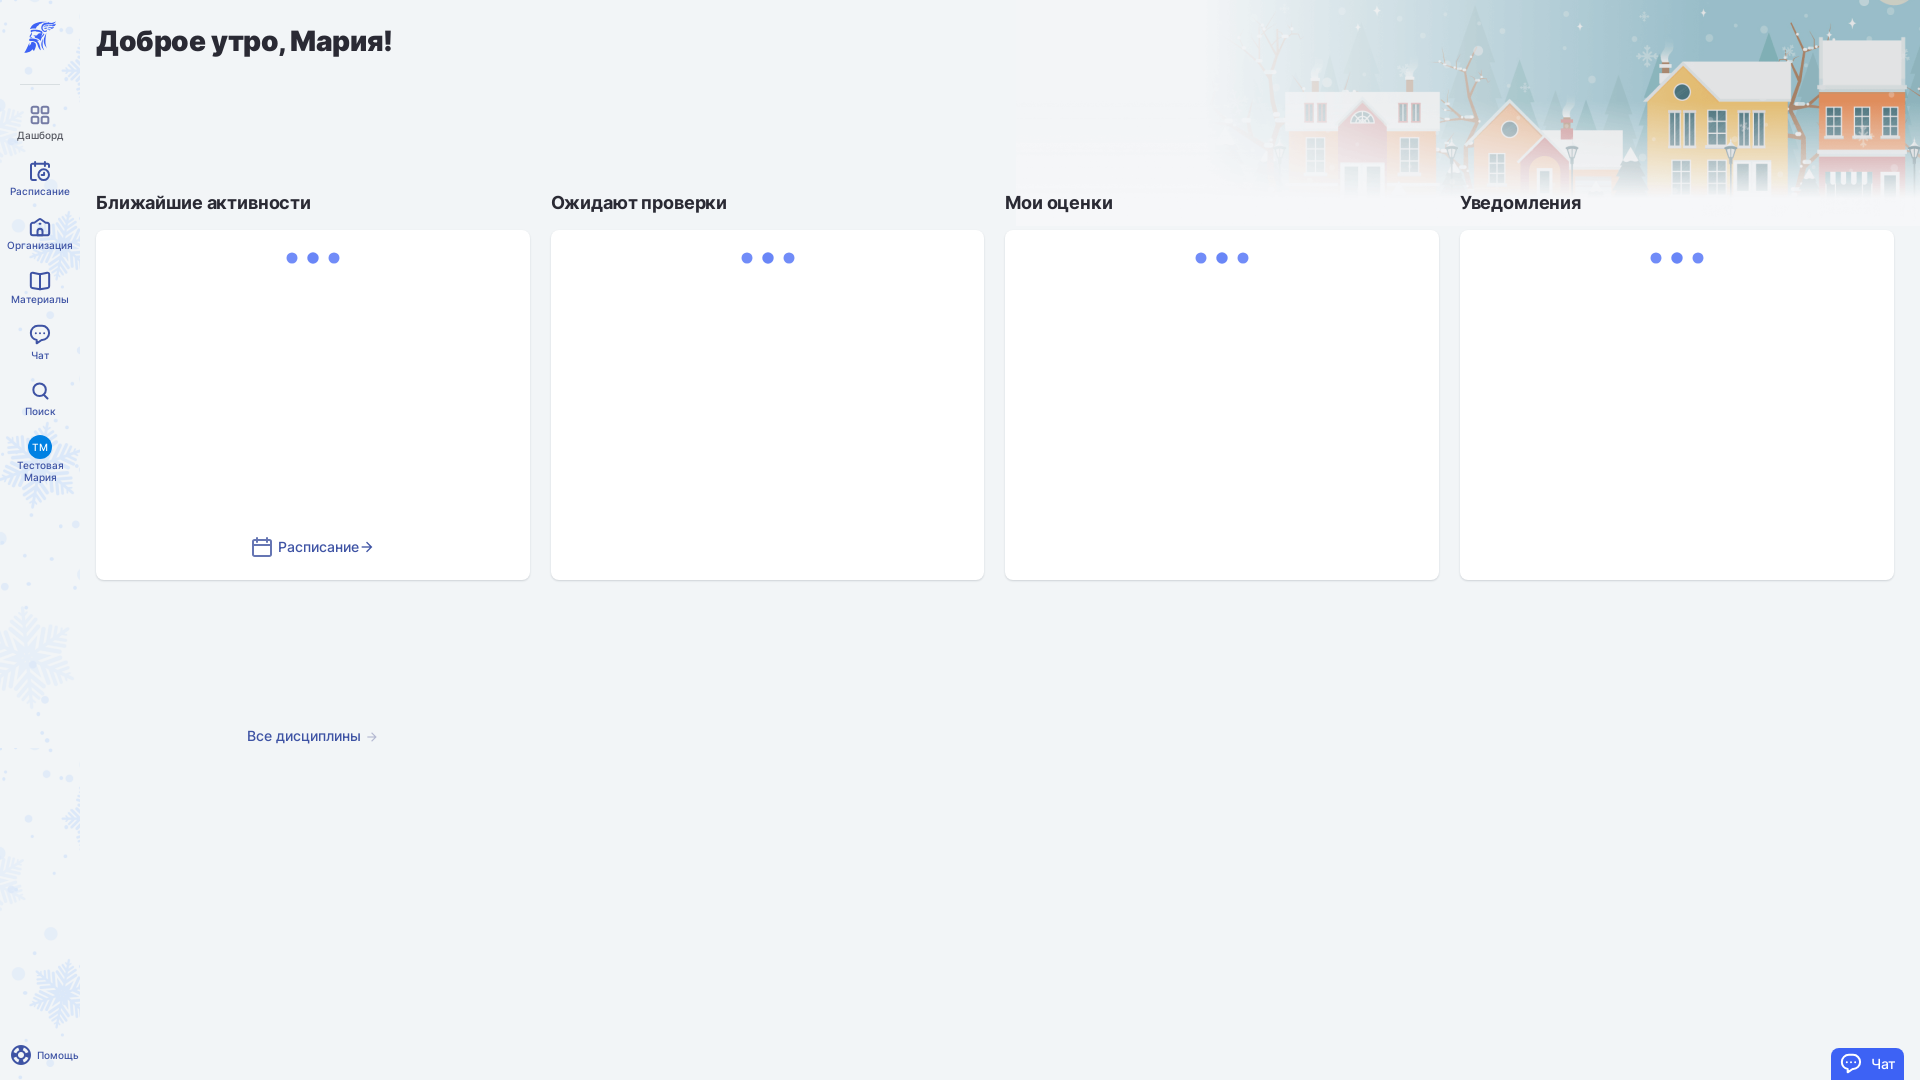 Доброе утро, Мария!
Дашборд
Расписание
Организация
Материалы
Чат
Поиск
ТМ
Тестовая
Мария
Помощь
Ближайшие активности
Расписание
Ожидают проверки
Мои оценки
Уведомления
Все дисциплины
Чат